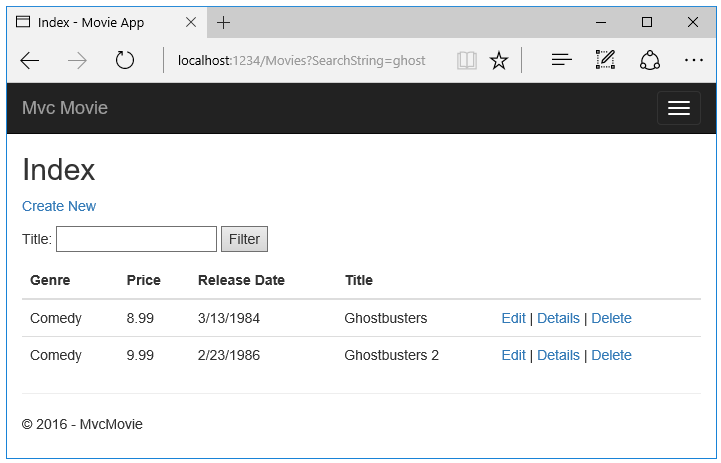 Index - Movie App
localhost:1234/Movies?SearchString=ghost
Mvc Movie
Index
Create New
Title: Filter
Genre Price Release Date Title
Comedy 8.99 3/13/1984 Ghostbusters Edit | Details | Delete
Comedy 9.99 2/23/1986 Ghostbusters 2 Edit | Details | Delete
© 2016 - MvcMovie